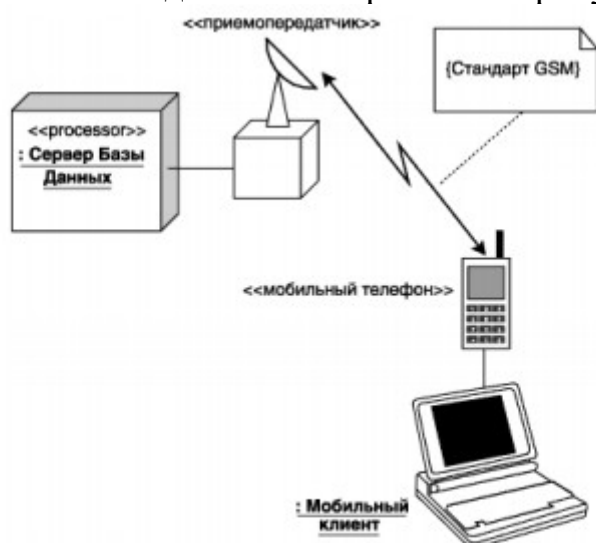 <<приемопередатчик>>
{Стандарт GSM}
<<processor>>
: Сервер Базы
Данных
<<мобильный телефон>>
: Мобильный
клиент